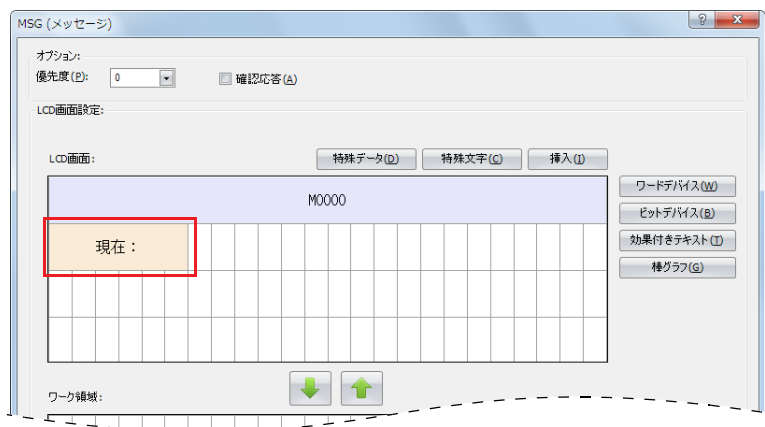 MSG (メッセージ)
オプション:
優先度(P): 0 確認応答(A)
LCD画面設定:
LCD画面: 特殊データ(D) 特殊文字(C) 挿入(I)
M0000
ワードデバイス(W)
ビットデバイス(B)
現在：
効果付きテキスト(T)
棒グラフ(G)
ワーク領域: